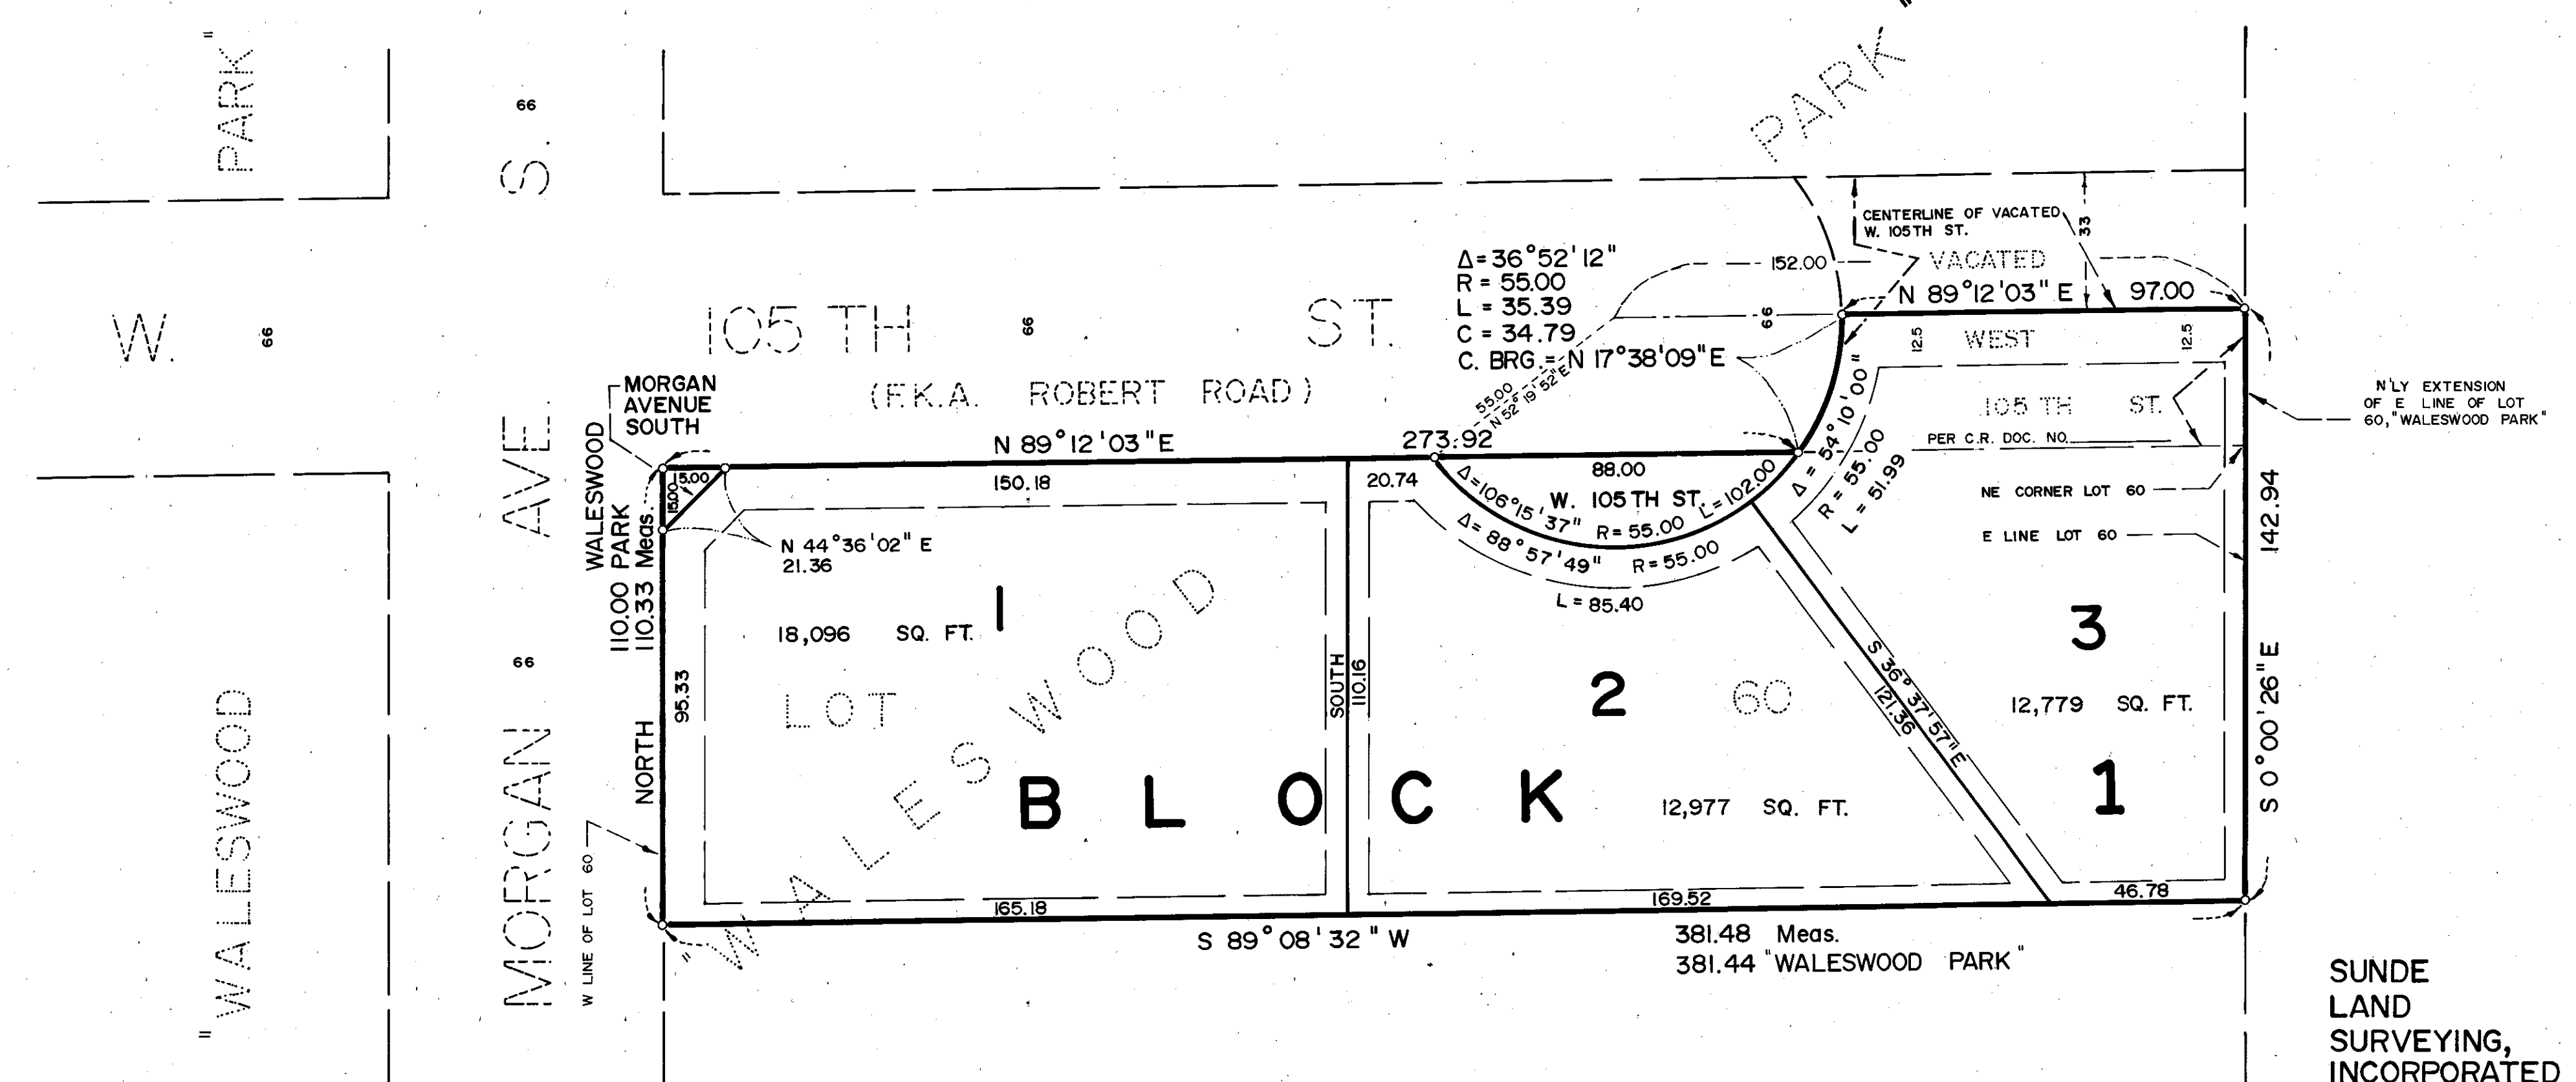 PARK"
66
S.
PARK"
CENTERLINE OF VACATED
W. 105TH ST.
33
Δ=36°52'12"
R = 55.00
L = 35.39
C = 34.79
C. BRG.= N 17°38'09"E
152.00
VACATED
N 89°12'03" E 97.00
66
W.
66
105 TH
66
ST.
12.5
WEST
12.5
(F.K.A. ROBERT ROAD)
55.00
N 52° 19' 52" E
MORGAN
AVENUE
SOUTH
N'LY EXTENSION
OF E LINE OF LOT
60, "WALESWOOD PARK"
105 TH ST.
PER C.R. DOC. NO.
N 89°12'03"E
273.92
15.00
15.00
150.18
20.74
88.00
W. 105TH ST.
Δ=106°15'37" R=55.00 L=102.00
Δ= 88°57'49" R=55.00
L=85.40
Δ= 54°10'00"
R = 55.00
L = 51.99
NE CORNER LOT 60
E LINE LOT 60
142.94
S 0°00'26"E
WALESWOOD
PARK
110.00
110.33 Meas.
N 44°36'02" E
21.36
1
18,096 SQ. FT.
LOT
60
"WALESWOOD
95.33
NORTH
66
MORGAN AVE.
W LINE OF LOT 60
"WALESWOOD
SOUTH
110.16
2
12,977 SQ. FT.
S 36°37'57"E
121.36
3
12,779 SQ. FT.
BLOCK 1
165.18
169.52
46.78
S 89°08'32"W
381.48 Meas.
381.44 "WALESWOOD PARK"
SUNDE
LAND
SURVEYING,
INCORPORATED